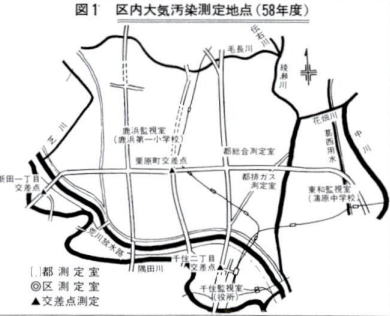 図1 区内大気汚染測定地点(58年度)
毛長川
伝右川
綾瀬川
花畑川
葛西用水
中川
芝川
鹿浜監視室
(鹿浜第一小学校)
栗原町交差点
都総合測定室
都排ガス
測定室
新田一丁目
交差点
東和監視室
(蒲原中学校)
荒川放水路
隅田川
千住二丁目
交差点
千住監視室
(役所)
[ ]都測定室
◎区測定室
▲交差点測定